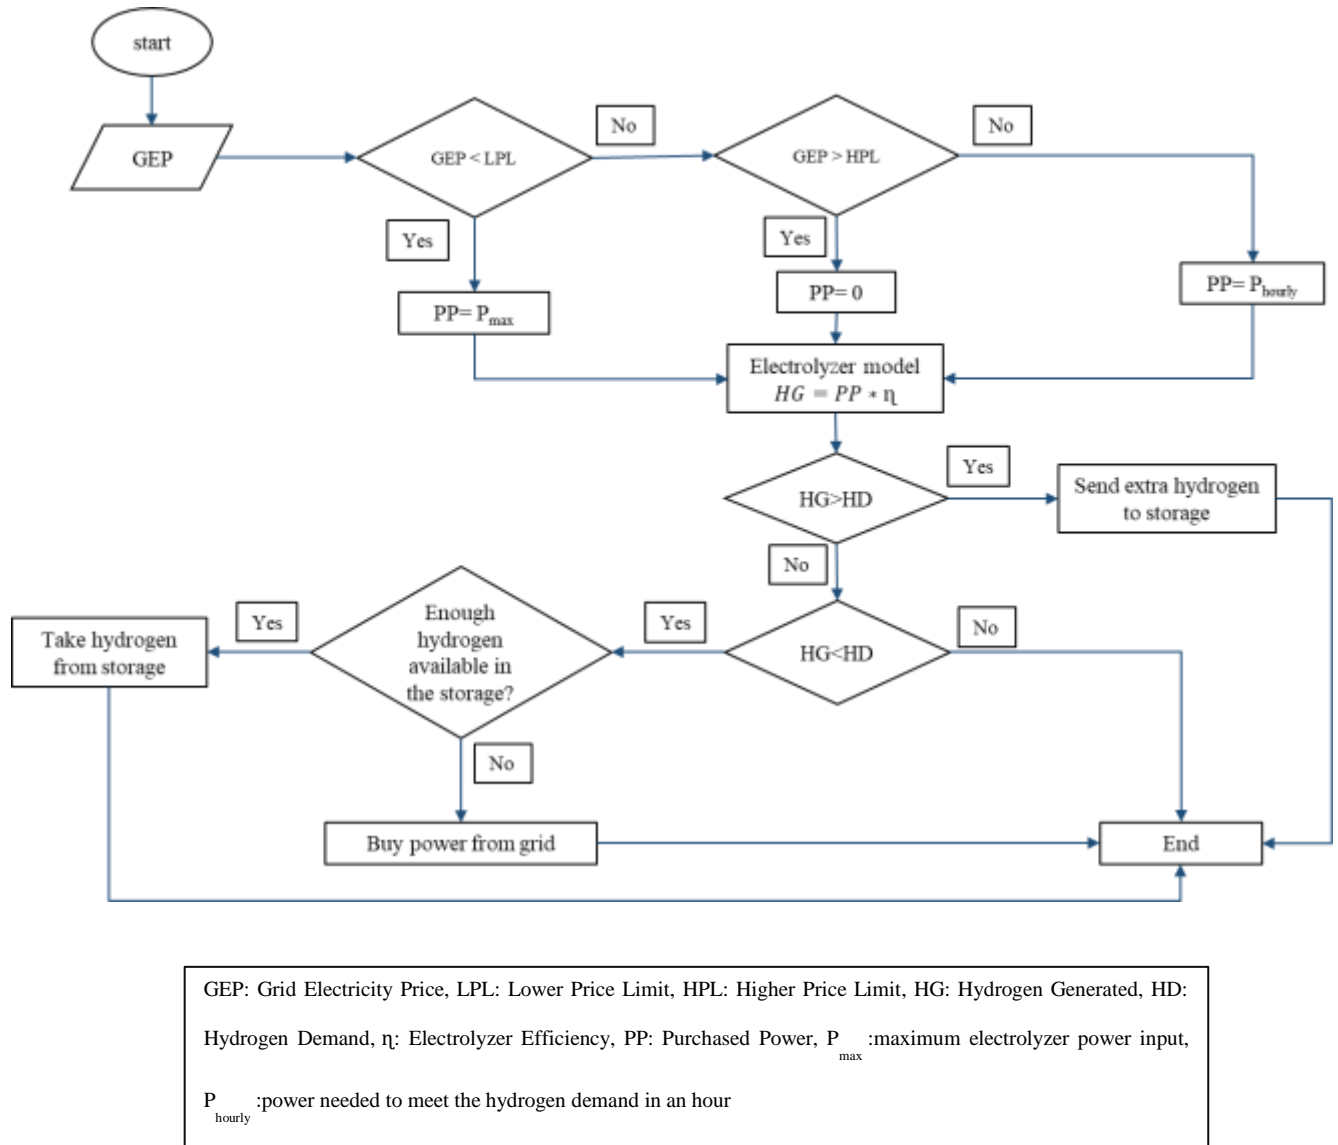 start
GEP
GEP < LPL
No
GEP > HPL
No
Yes
Yes
PP= P_max
PP= 0
PP= P_hourly
Electrolyzer model
HG = PP * η
HG>HD
Yes
Send extra hydrogen
to storage
No
HG<HD
No
Yes
Enough
hydrogen
available in
the storage?
Yes
Take hydrogen
from storage
No
Buy power from grid
End
GEP: Grid Electricity Price, LPL: Lower Price Limit, HPL: Higher Price Limit, HG: Hydrogen Generated, HD:
Hydrogen Demand, η: Electrolyzer Efficiency, PP: Purchased Power, P_max :maximum electrolyzer power input,
P_hourly :power needed to meet the hydrogen demand in an hour